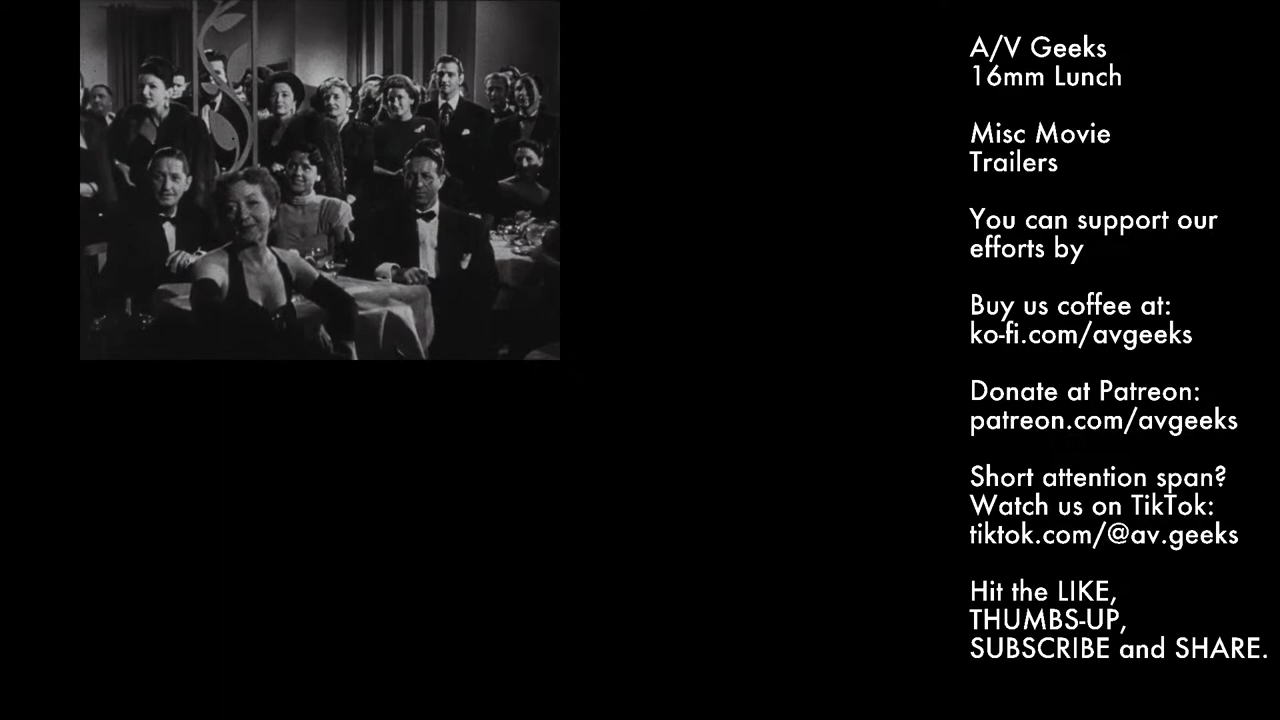 A/V Geeks
16mm Lunch
Misc Movie
Trailers
You can support our
efforts by
Buy us coffee at:
ko-fi.com/avgeeks
Donate at Patreon:
patreon.com/avgeeks
Short attention span?
Watch us on TikTok:
tiktok.com/@av.geeks
Hit the LIKE,
THUMBS-UP,
SUBSCRIBE and SHARE.